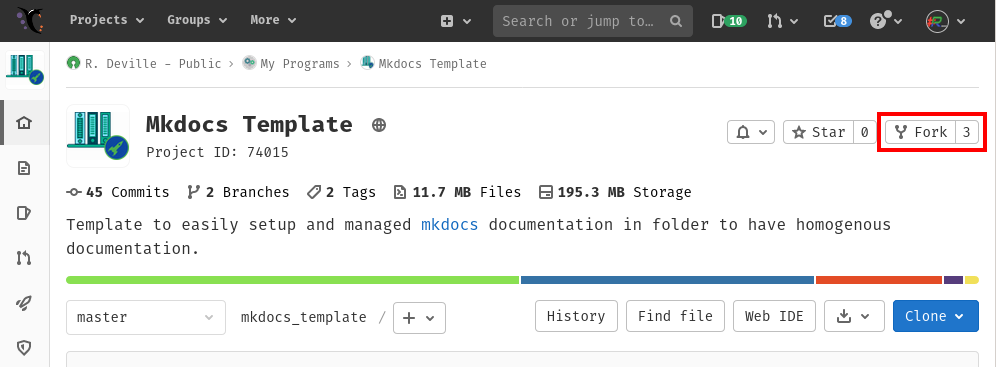 Projects Groups More Search or jump to… 10 8 ?
R. Deville - Public › My Programs › Mkdocs Template
Mkdocs Template
Star 0 Fork 3
Project ID: 74015
45 Commits 2 Branches 2 Tags 11.7 MB Files 195.3 MB Storage
Template to easily setup and managed mkdocs documentation in folder to have homogenous
documentation.
master mkdocs_template / + History Find file Web IDE Clone